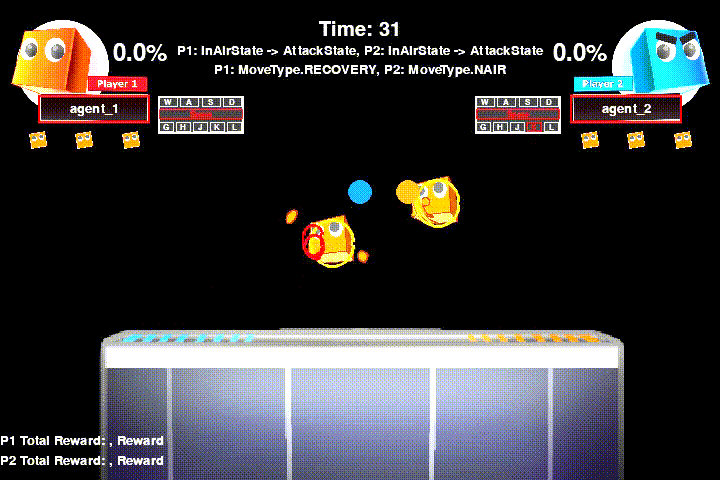 Time: 31
0.0% P1: InAirState -> AttackState, P2: InAirState -> AttackState 0.0%
P1: MoveType.RECOVERY, P2: MoveType.NAIR
Player 1
Player 2
agent_1
W A S D
G H J K L
W A S D
G H J L
agent_2
P1 Total Reward: , Reward
P2 Total Reward: , Reward